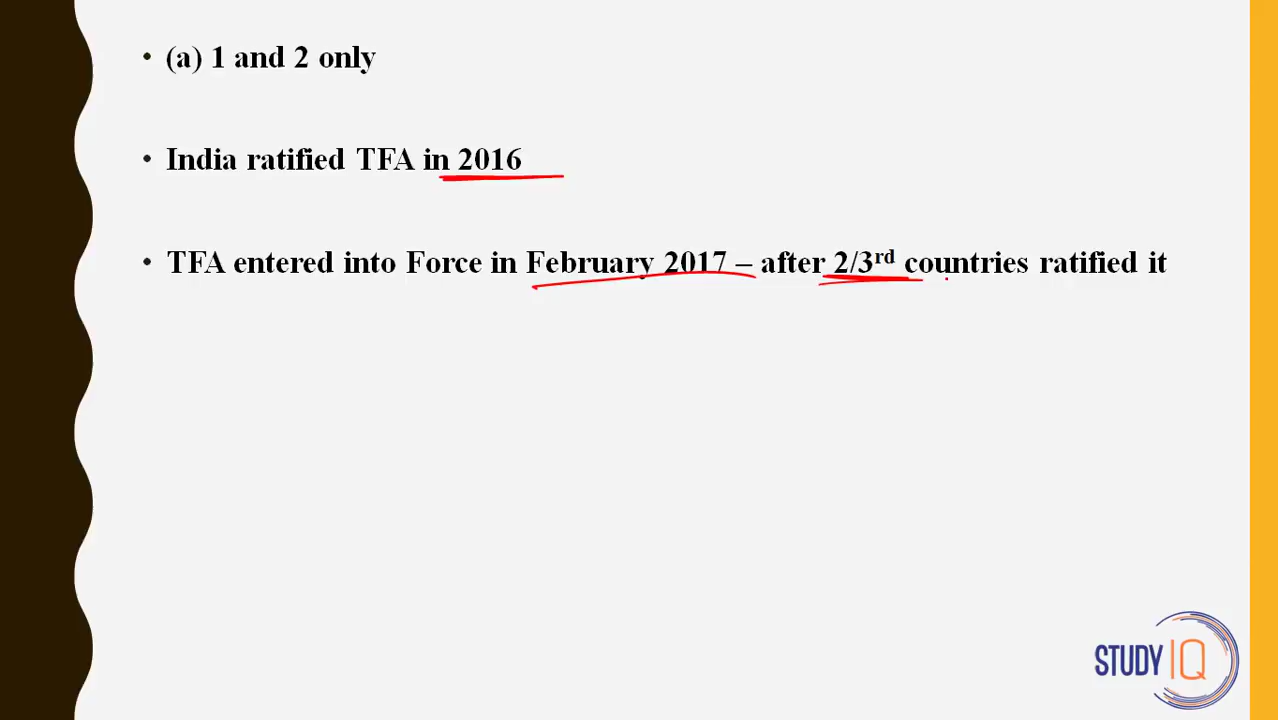 • (a) 1 and 2 only
• India ratified TFA in 2016
• TFA entered into Force in February 2017 – after 2/3rd countries ratified it
STUDY IQ